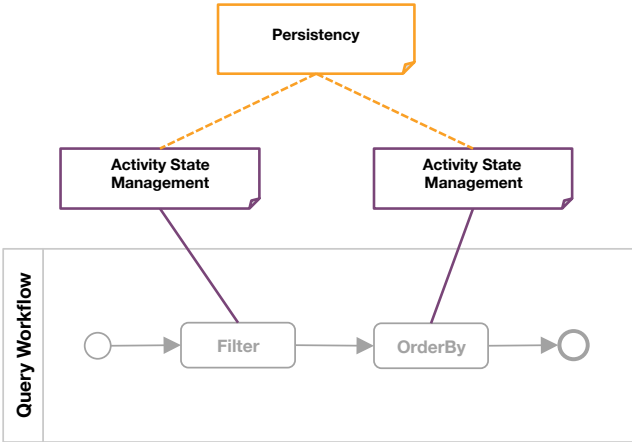 Persistency
Activity State
Management
Activity State
Management
Query Workflow
Filter
OrderBy